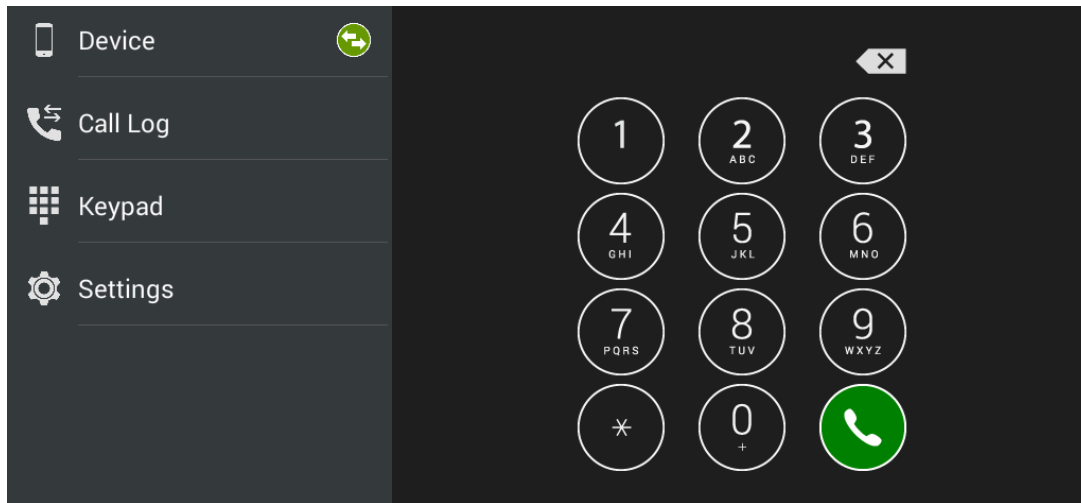 Device
Call Log
Keypad
Settings
1
2
ABC
3
DEF
4
GHI
5
JKL
6
MNO
7
PQRS
8
TUV
9
WXYZ
*
0
+